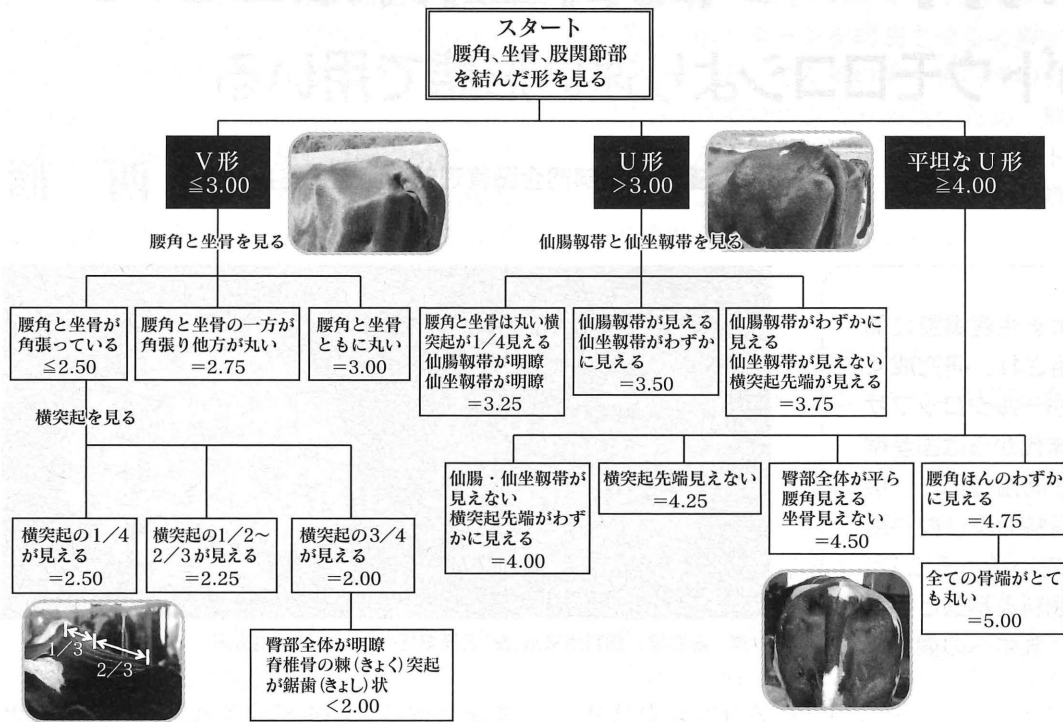 スタート
腰角、坐骨、股関節部
を結んだ形を見る
V形
≦3.00
U形
>3.00
平坦なU形
≧4.00
腰角と坐骨を見る
仙腸靱帯と仙坐靱帯を見る
腰角と坐骨が
角張っている
≦2.50
腰角と坐骨の一方が
角張り他方が丸い
=2.75
腰角と坐骨
ともに丸い
=3.00
腰角と坐骨は丸い横
突起が1/4見える
仙腸靱帯が明瞭
仙坐靱帯が明瞭
=3.25
仙腸靱帯が見える
仙坐靱帯がわずか
に見える
=3.50
仙腸靱帯がわずかに
見える
仙坐靱帯が見えない
横突起先端が見える
=3.75
横突起を見る
横突起の1/4
が見える
=2.50
横突起の1/2~
2/3が見える
=2.25
横突起の3/4
が見える
=2.00
仙腸・仙坐靱帯が
見えない
横突起先端がわず
かに見える
=4.00
横突起先端見えない
=4.25
臀部全体が平ら
腰角見える
坐骨見えない
=4.50
腰角ほんのわずか
に見える
=4.75
全ての骨端がとて
も丸い
=5.00
1/3
2/3
臀部全体が明瞭
脊椎骨の棘(きょく)突起
が鋸歯(きょし)状
<2.00